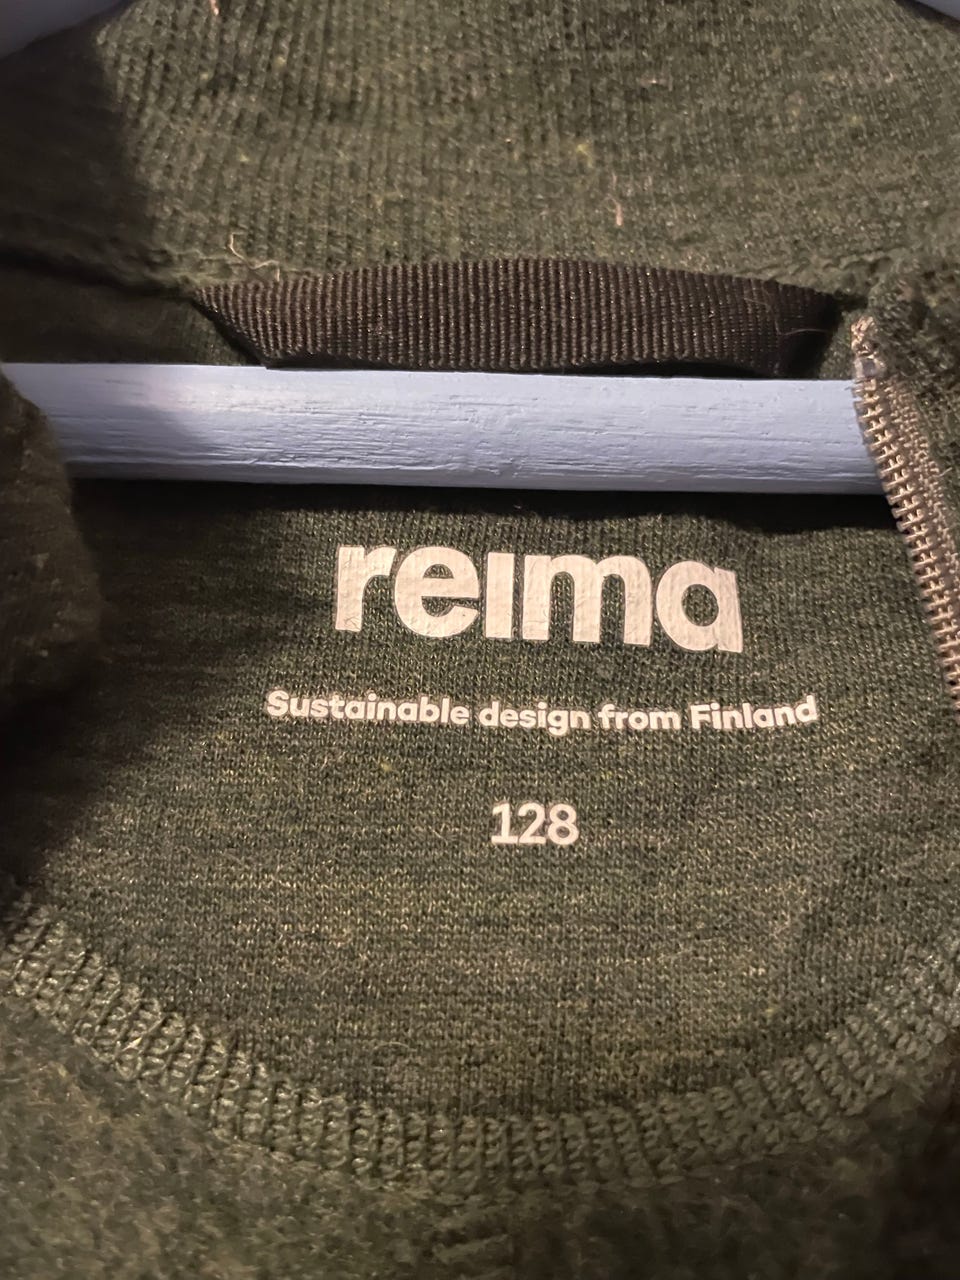 reima
Sustainable design from Finland
128